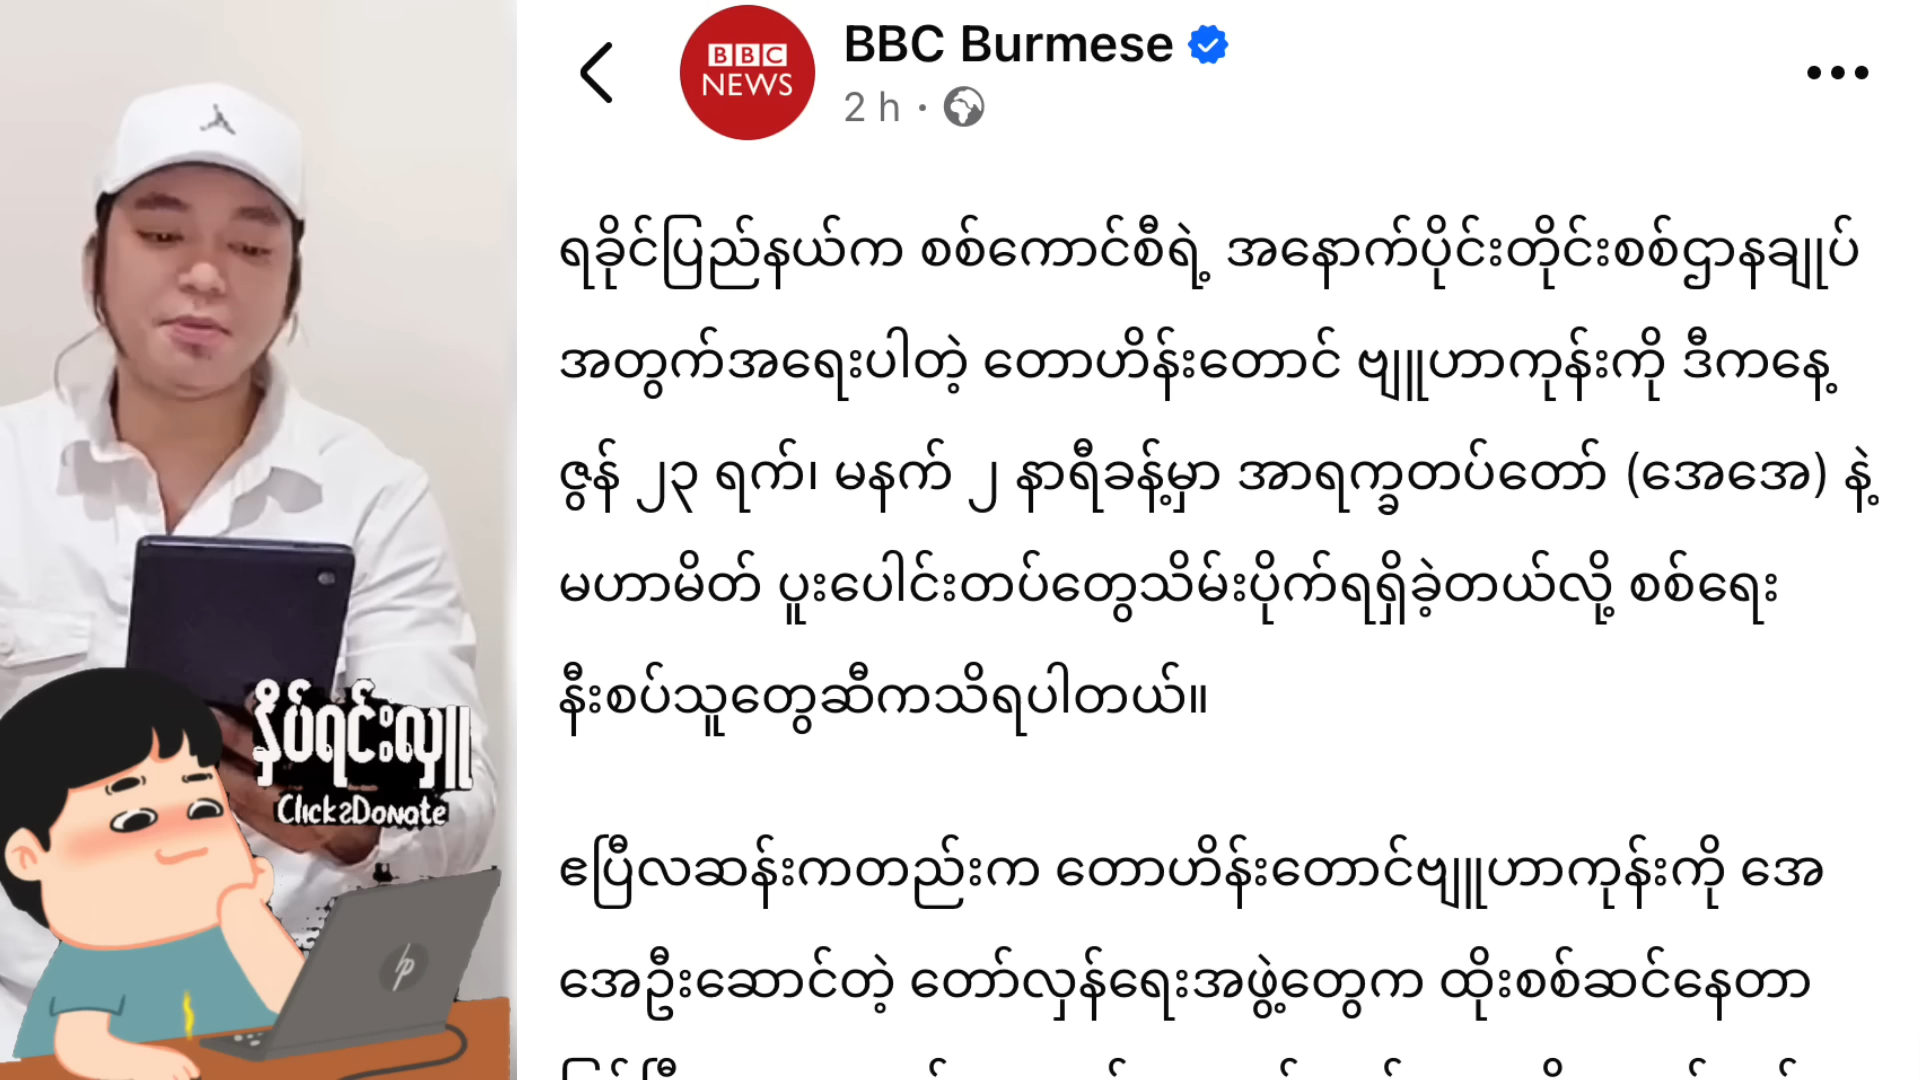 BBC
NEWS
BBC Burmese
2 h ·
ရခိုင်ပြည်နယ်က စစ်ကောင်စီရဲ့ အနောက်ပိုင်းတိုင်းစစ်ဌာနချုပ်
အတွက်အရေးပါတဲ့ တောဟိန်းတောင် ဗျူဟာကုန်းကို ဒီကနေ့
ဇွန် ၂၃ ရက်၊ မနက် ၂ နာရီခန့်မှာ အာရက္ခတပ်တော် (အေအေ) နဲ့
မဟာမိတ် ပူးပေါင်းတပ်တွေသိမ်းပိုက်ရရှိခဲ့တယ်လို့ စစ်ရေး
နီးစပ်သူတွေဆီကသိရပါတယ်။
ဧပြီလဆန်းကတည်းက တောဟိန်းတောင်ဗျူဟာကုန်းကို အေ
အေဦးဆောင်တဲ့ တော်လှန်ရေးအဖွဲ့တွေက ထိုးစစ်ဆင်နေတာ
နှိပ်ရင်းလှူ
Click2Donate
hp